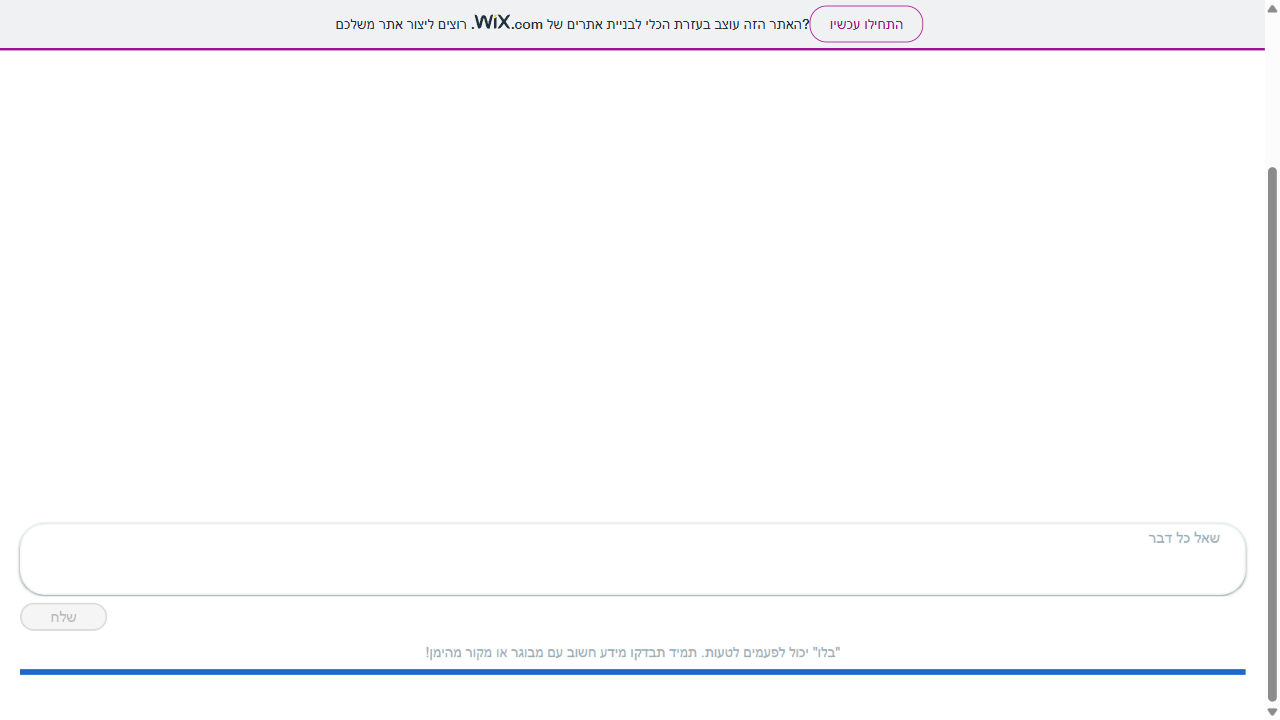 האתר הזה עוצב בעזרת הכלי לבניית אתרים של WiX.com. רוצים ליצור אתר משלכם? התחילו עכשיו
שאל כל דבר
שלח
"בלו" יכול לפעמים לטעות. תמיד תבדקו מידע חשוב עם מבוגר או מקור מהימן!